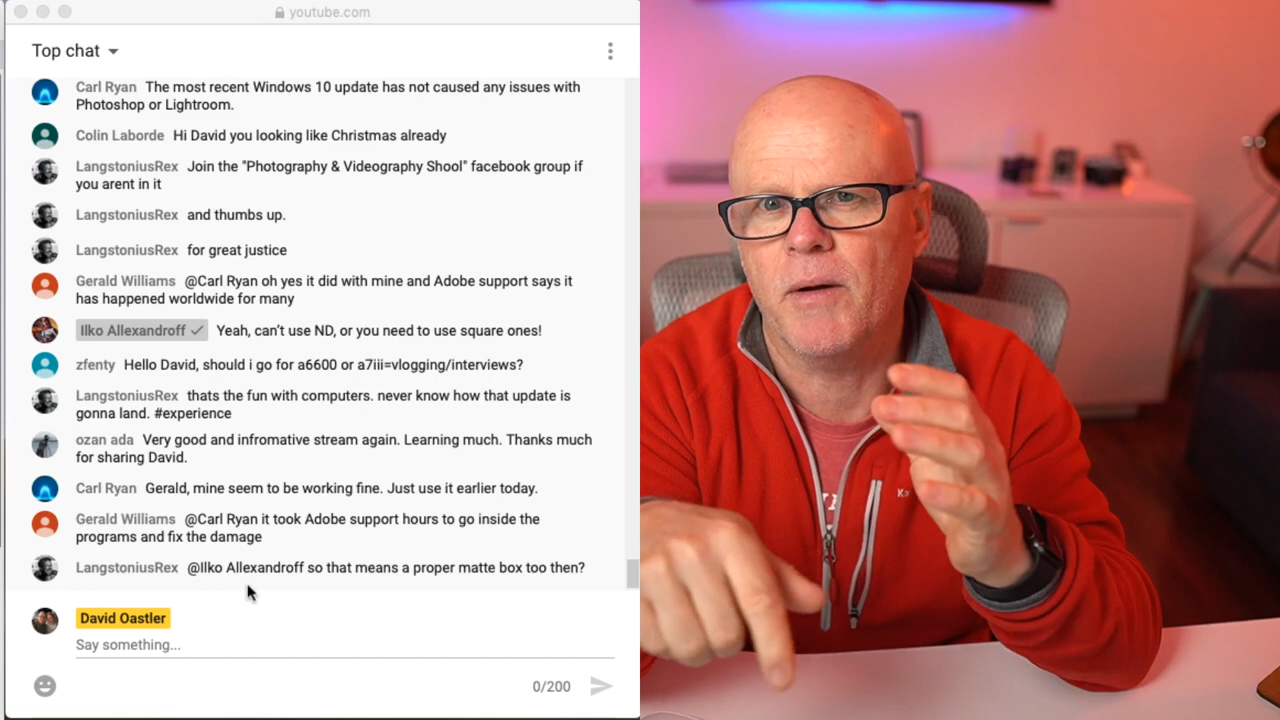 youtube.com
Top chat
Carl Ryan The most recent Windows 10 update has not caused any issues with
Photoshop or Lightroom.
Colin Laborde Hi David you looking like Christmas already
LangstoniusRex Join the "Photography & Videography Shool" facebook group if
you arent in it
LangstoniusRex and thumbs up.
LangstoniusRex for great justice
Gerald Williams @Carl Ryan oh yes it did with mine and Adobe support says it
has happened worldwide for many
Ilko Allexandroff Yeah, can't use ND, or you need to use square ones!
zfenty Hello David, should i go for a6600 or a7iii=vlogging/interviews?
LangstoniusRex thats the fun with computers. never know how that update is
gonna land. #experience
ozan ada Very good and infromative stream again. Learning much. Thanks much
for sharing David.
Carl Ryan Gerald, mine seem to be working fine. Just use it earlier today.
Gerald Williams @Carl Ryan it took Adobe support hours to go inside the
programs and fix the damage
LangstoniusRex @Ilko Allexandroff so that means a proper matte box too then?
David Oastler
Say something...
0/200